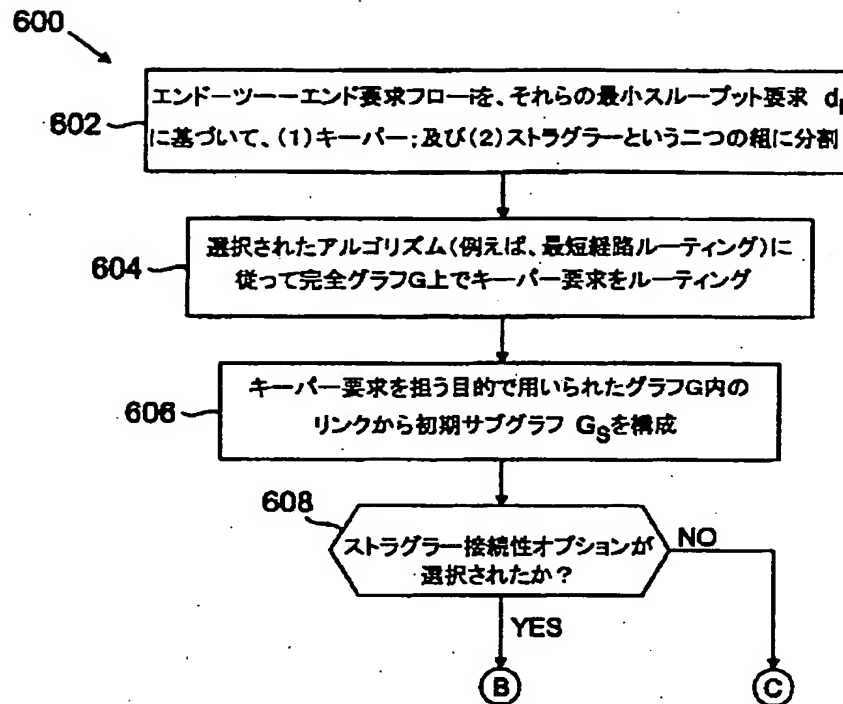 600
602
エンドーツーーエンド要求フローiを、それらの最小スループット要求 di
に基づいて、(1)キーパー;及び(2)ストラグラーという二つの組に分割
604
選択されたアルゴリズム(例えば、最短経路ルーティング)に
従って完全グラフG上でキーパー要求をルーティング
606
キーパー要求を担う目的で用いられたグラフG内の
リンクから初期サブグラフ GSを構成
608
ストラグラー接続性オプションが
選択されたか?
NO
YES
B
C